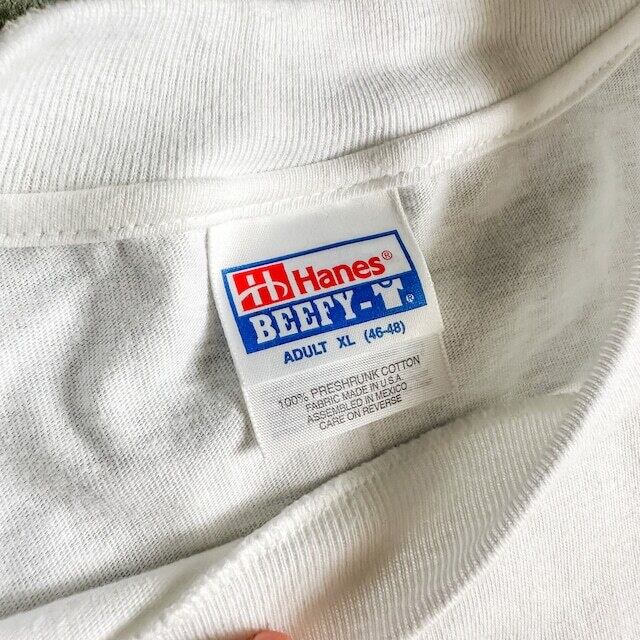 Hanes®
BEEFY-T®
ADULT XL (46-48)
100% PRESHRUNK COTTON
FABRIC MADE IN U.S.A.
ASSEMBLED IN MEXICO
CARE ON REVERSE